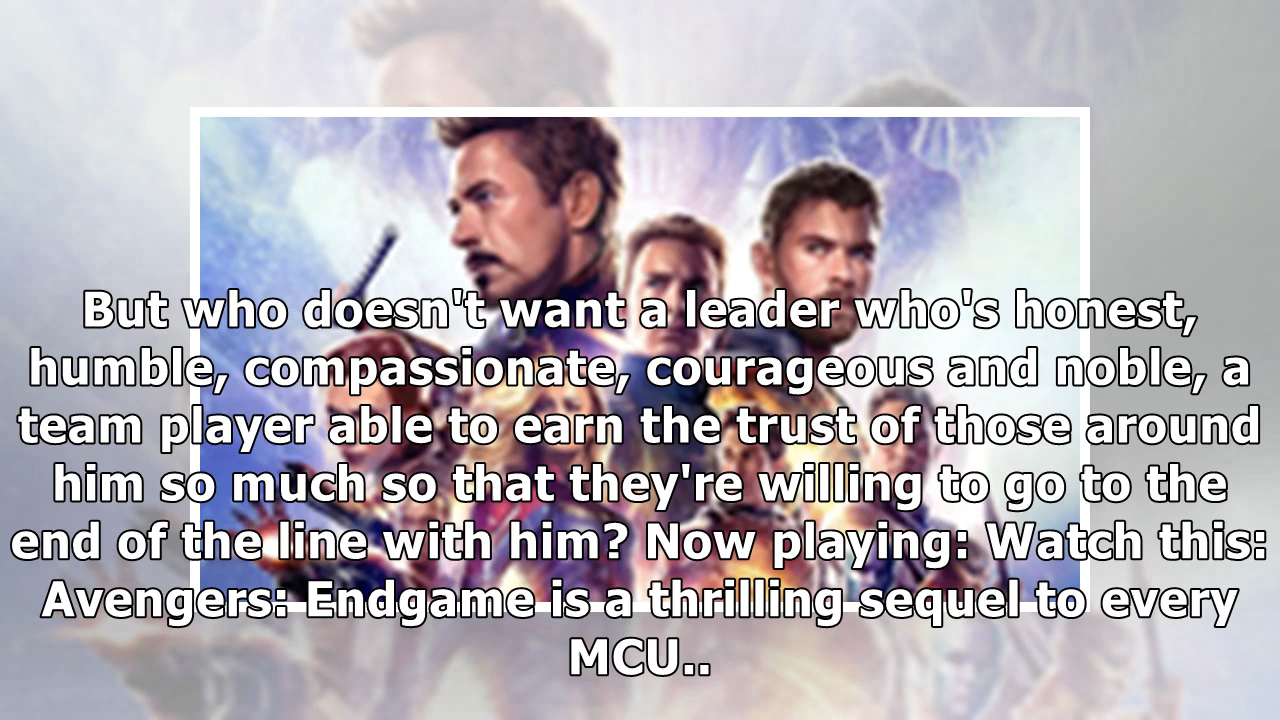 But who doesn't want a leader who's honest,
humble, compassionate, courageous and noble, a
team player able to earn the trust of those around
him so much so that they're willing to go to the
end of the line with him? Now playing: Watch this:
Avengers: Endgame is a thrilling sequel to every
MCU..